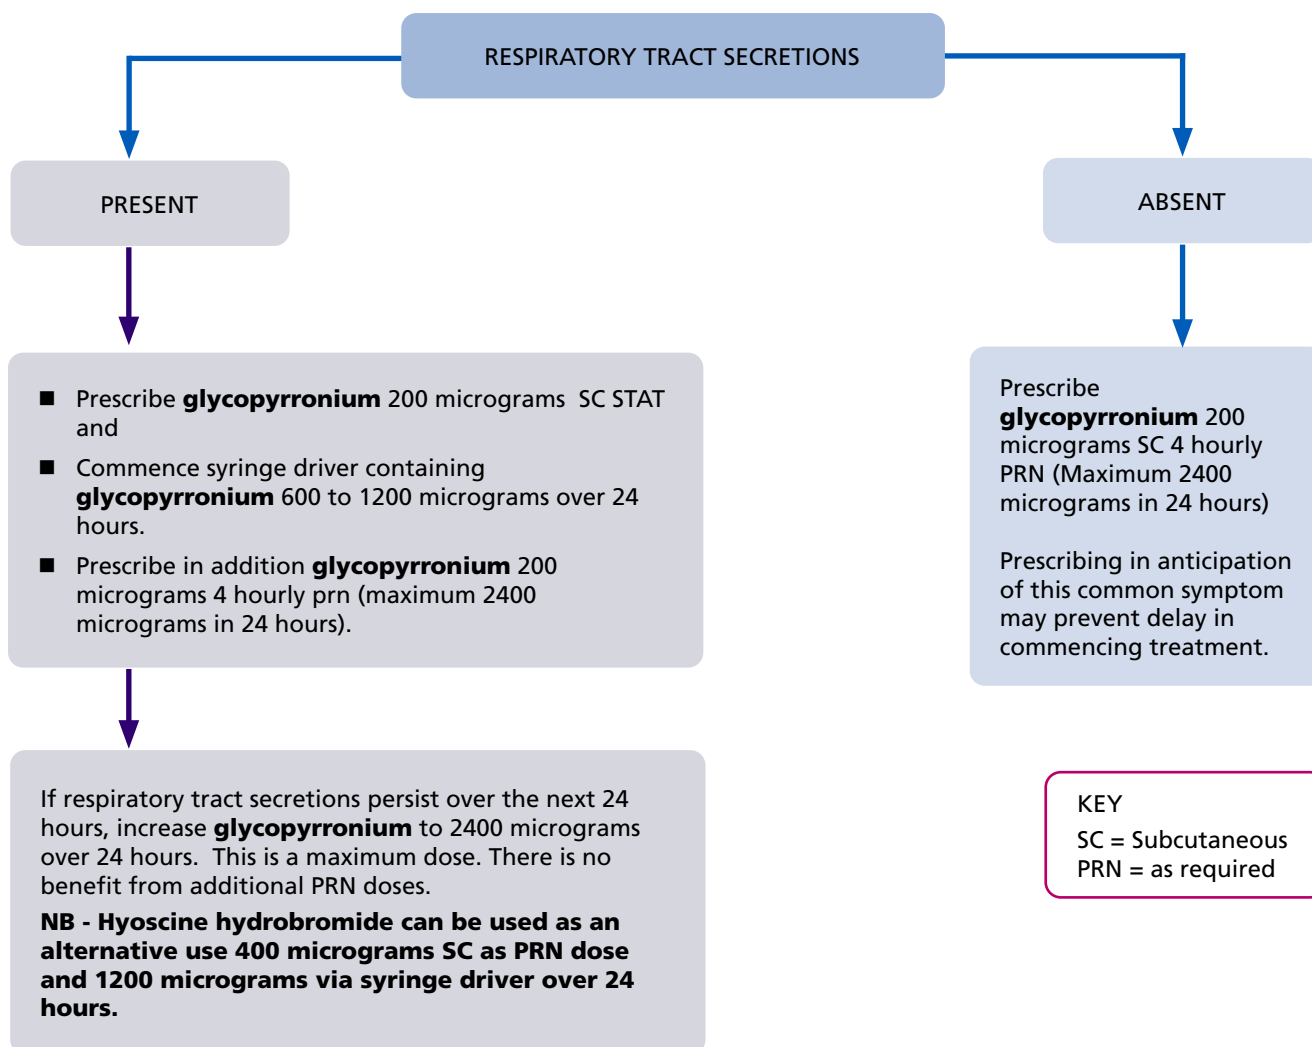 RESPIRATORY TRACT SECRETIONS
PRESENT
ABSENT
■ Prescribe glycopyrronium 200 micrograms  SC STAT
and
■ Commence syringe driver containing
glycopyrronium 600 to 1200 micrograms over 24
hours.
■ Prescribe in addition glycopyrronium 200
micrograms 4 hourly prn (maximum 2400
micrograms in 24 hours).
Prescribe
glycopyrronium 200
micrograms SC 4 hourly
PRN (Maximum 2400
micrograms in 24 hours)
Prescribing in anticipation
of this common symptom
may prevent delay in
commencing treatment.
If respiratory tract secretions persist over the next 24
hours, increase glycopyrronium to 2400 micrograms
over 24 hours.  This is a maximum dose. There is no
benefit from additional PRN doses.
NB - Hyoscine hydrobromide can be used as an
alternative use 400 micrograms SC as PRN dose
and 1200 micrograms via syringe driver over 24
hours.
KEY
SC = Subcutaneous
PRN = as required